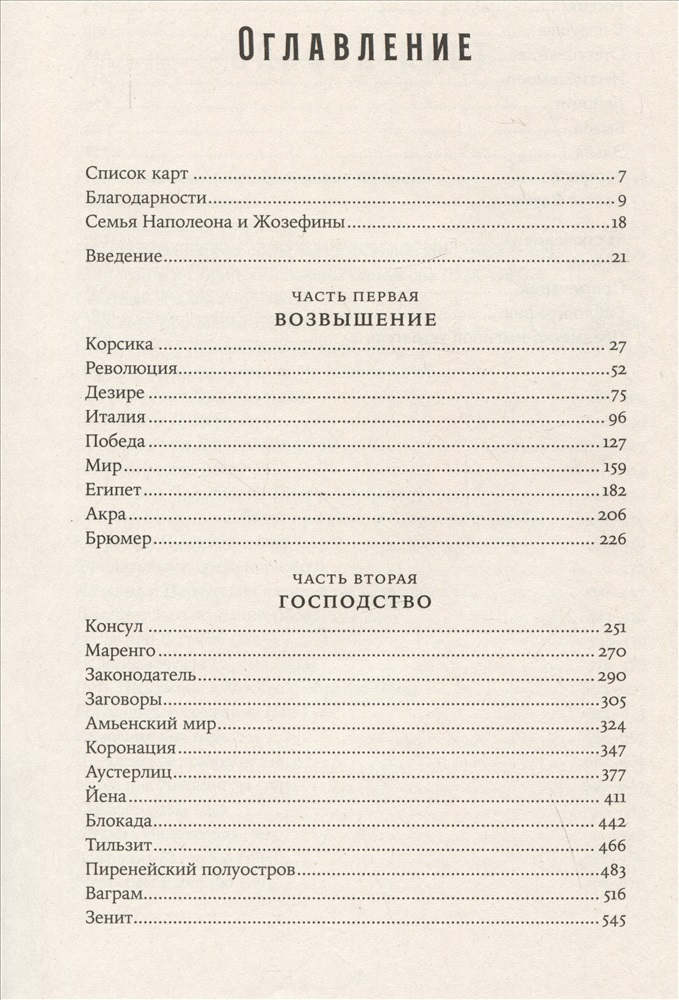 ОГЛАВЛЕНИЕ
Список карт ........ 7
Благодарности ........ 9
Семья Наполеона и Жозефины ........ 18
Введение ........ 21
ЧАСТЬ ПЕРВАЯ
ВОЗВЫШЕНИЕ
Корсика ........ 27
Революция ........ 52
Дезире ........ 75
Италия ........ 96
Победа ........ 127
Мир ........ 159
Египет ........ 182
Акра ........ 206
Брюмер ........ 226
ЧАСТЬ ВТОРАЯ
ГОСПОДСТВО
Консул ........ 251
Маренго ........ 270
Законодатель ........ 290
Заговоры ........ 305
Амьенский мир ........ 324
Коронация ........ 347
Аустерлиц ........ 377
Йена ........ 411
Блокада ........ 442
Тильзит ........ 466
Пиренейский полуостров ........ 483
Ваграм ........ 516
Зенит ........ 545